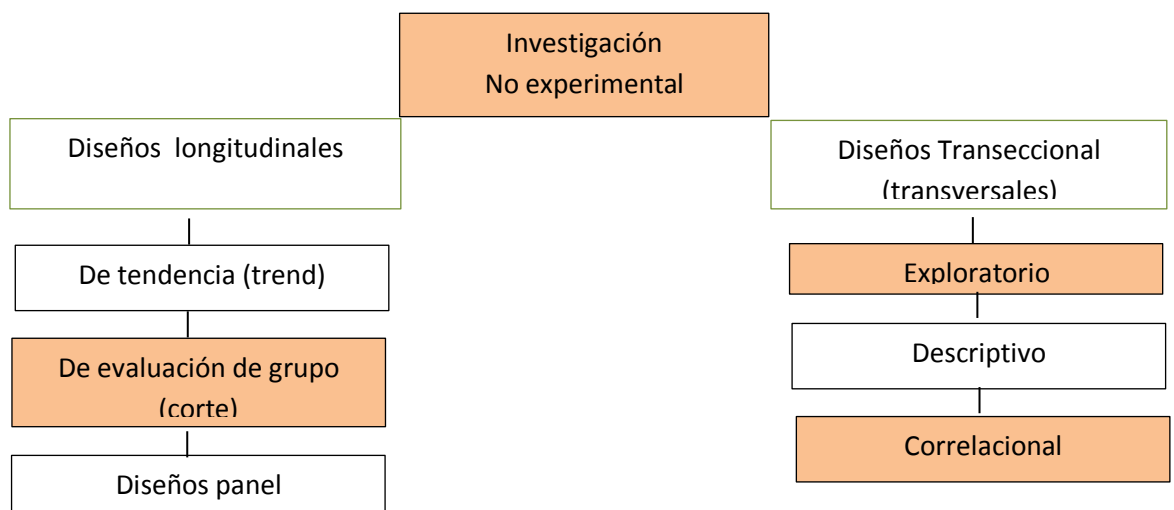 Investigación
No experimental
Diseños longitudinales
De tendencia (trend)
De evaluación de grupo
(corte)
Diseños panel
Diseños Transeccional
(transversales)
Exploratorio
Descriptivo
Correlacional